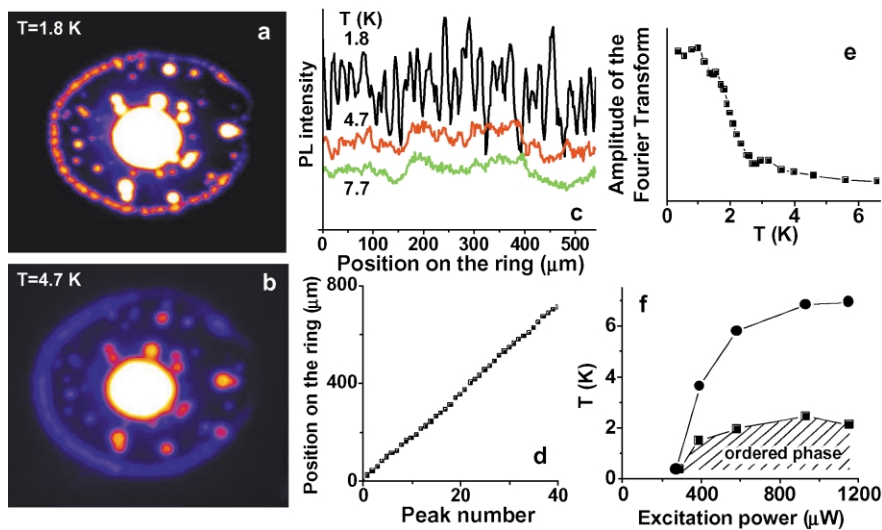 T=1.8 K
a
T=4.7 K
b
T (K)
1.8
4.7
7.7
c
PL intensity
0 100 200 300 400 500
Position on the ring (μm)
800
400
0
Position on the ring (μm)
d
0 20 40
Peak number
e
Amplitude of the
Fourier Transform
0 2 4 6
T (K)
f
6
4
2
0
T (K)
ordered phase
0 400 800 1200
Excitation power (μW)